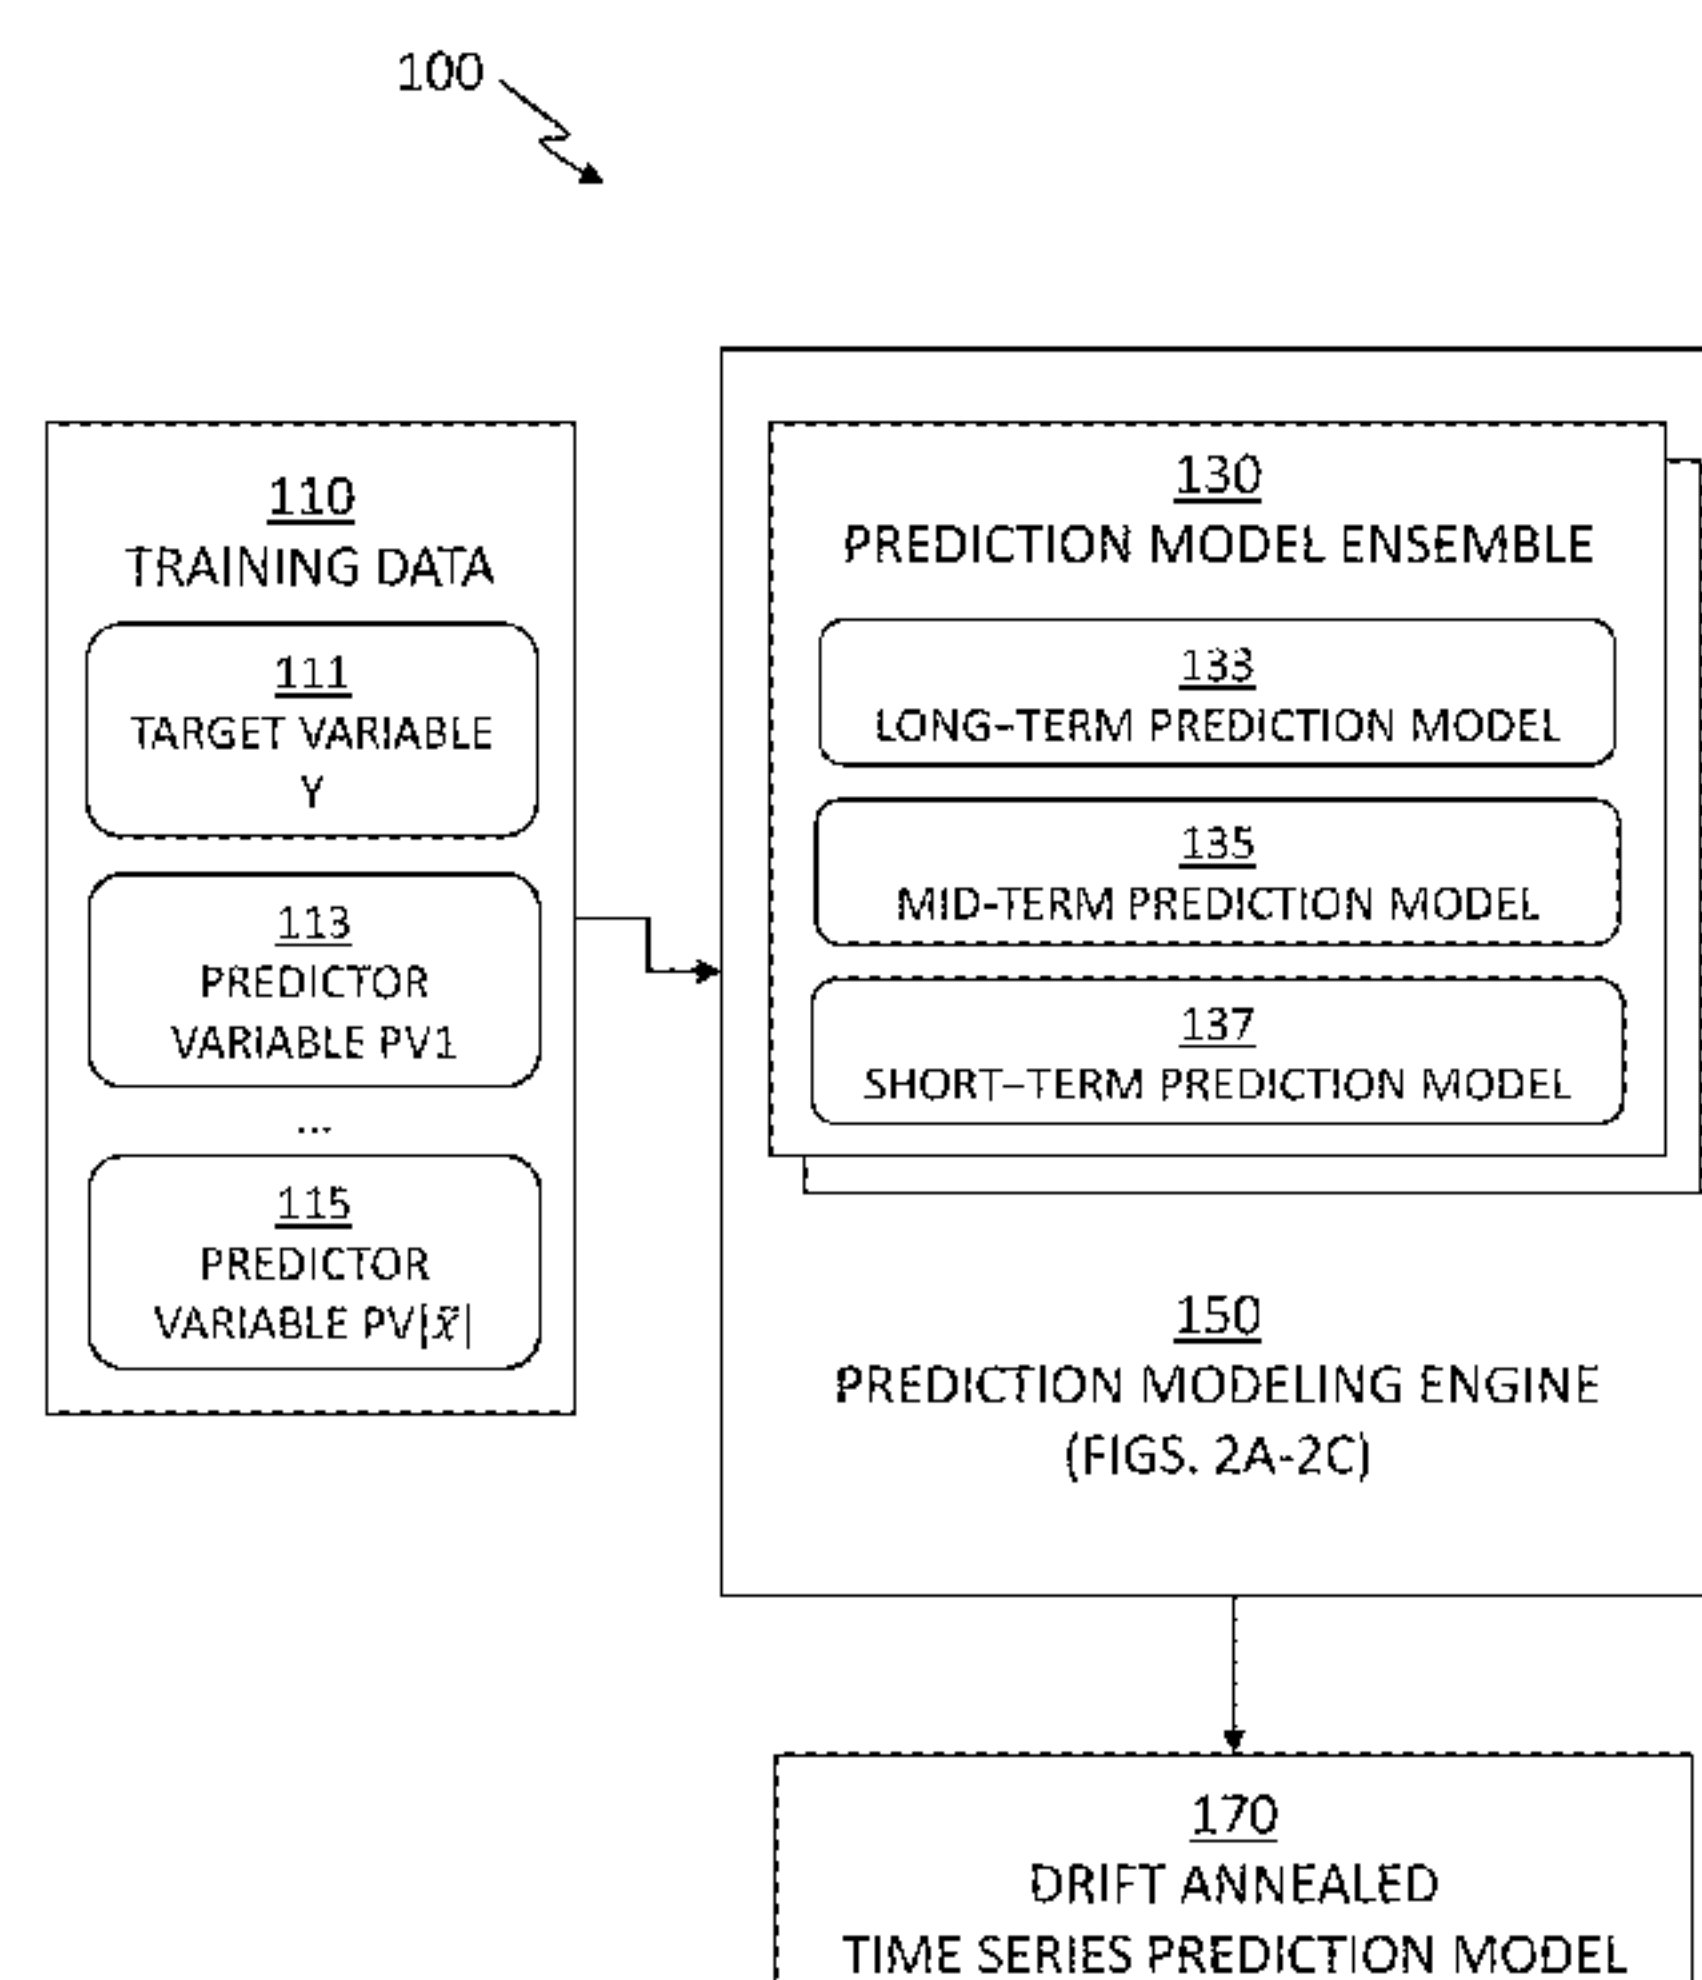 100
110
TRAINING DATA
111
TARGET VARIABLE
Y
113
PREDICTOR
VARIABLE PV1
...
115
PREDICTOR
VARIABLE PV|x̄|
130
PREDICTION MODEL ENSEMBLE
133
LONG–TERM PREDICTION MODEL
135
MID-TERM PREDICTION MODEL
137
SHORT–TERM PREDICTION MODEL
150
PREDICTION MODELING ENGINE
(FIGS. 2A-2C)
170
DRIFT ANNEALED
TIME SERIES PREDICTION MODEL